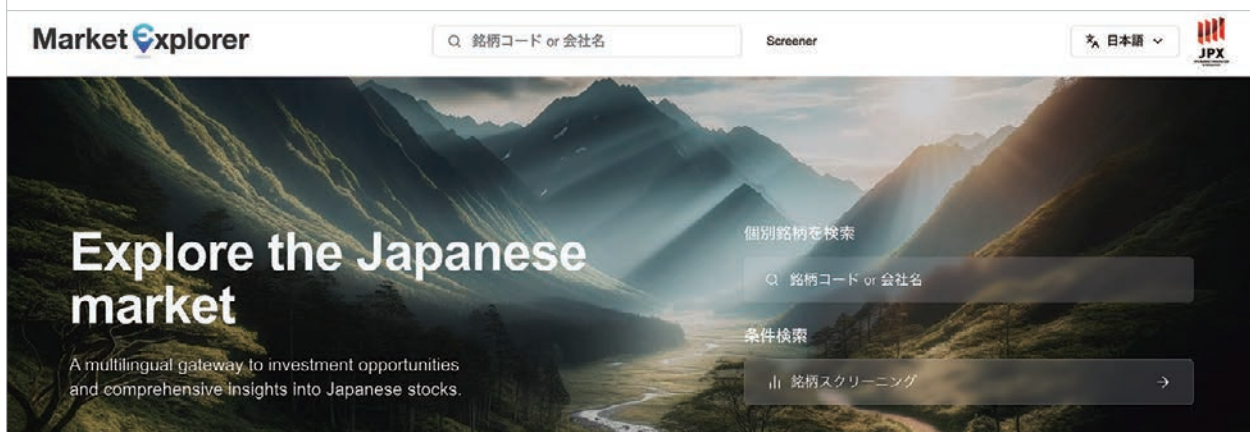 Market Explorer
銘柄コード or 会社名
Screener
日本語
JPX
Explore the Japanese
market
A multilingual gateway to investment opportunities
and comprehensive insights into Japanese stocks.
個別銘柄を検索
銘柄コード or 会社名
条件検索
銘柄スクリーニング